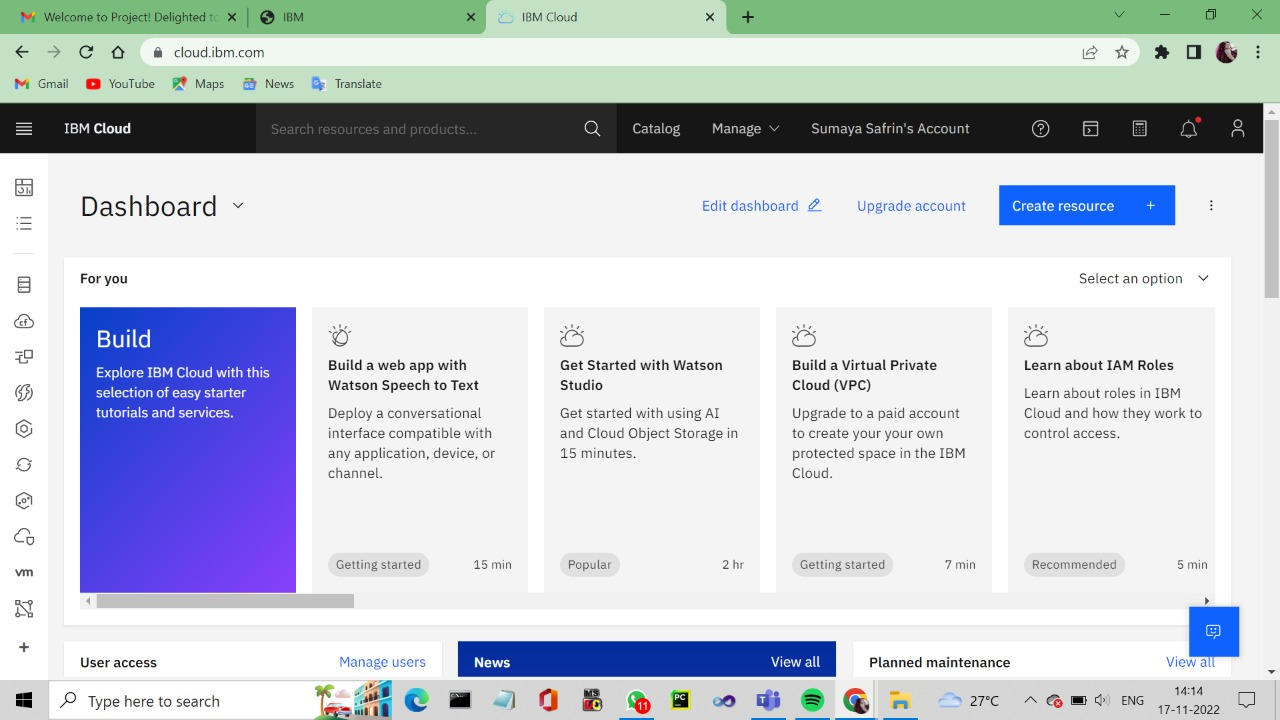 Welcome to Project! Delighted to
IBM
IBM Cloud
cloud.ibm.com
Gmail
YouTube
Maps
News
Translate
IBM Cloud
Search resources and products...
Catalog
Manage
Sumaya Safrin's Account
Dashboard
Edit dashboard
Upgrade account
Create resource +
For you
Select an option
Build
Explore IBM Cloud with this
selection of easy starter
tutorials and services.
Build a web app with
Watson Speech to Text
Deploy a conversational
interface compatible with
any application, device, or
channel.
Getting started
15 min
Get Started with Watson
Studio
Get started with using AI
and Cloud Object Storage in
15 minutes.
Popular
2 hr
Build a Virtual Private
Cloud (VPC)
Upgrade to a paid account
to create your your own
protected space in the IBM
Cloud.
Getting started
7 min
Learn about IAM Roles
Learn about roles in IBM
Cloud and how they work to
control access.
Recommended
5 min
vm
User access
Manage users
News
View all
Planned maintenance
View all
Type here to search
11
PC
27°C
ENG
14:14
17-11-2022